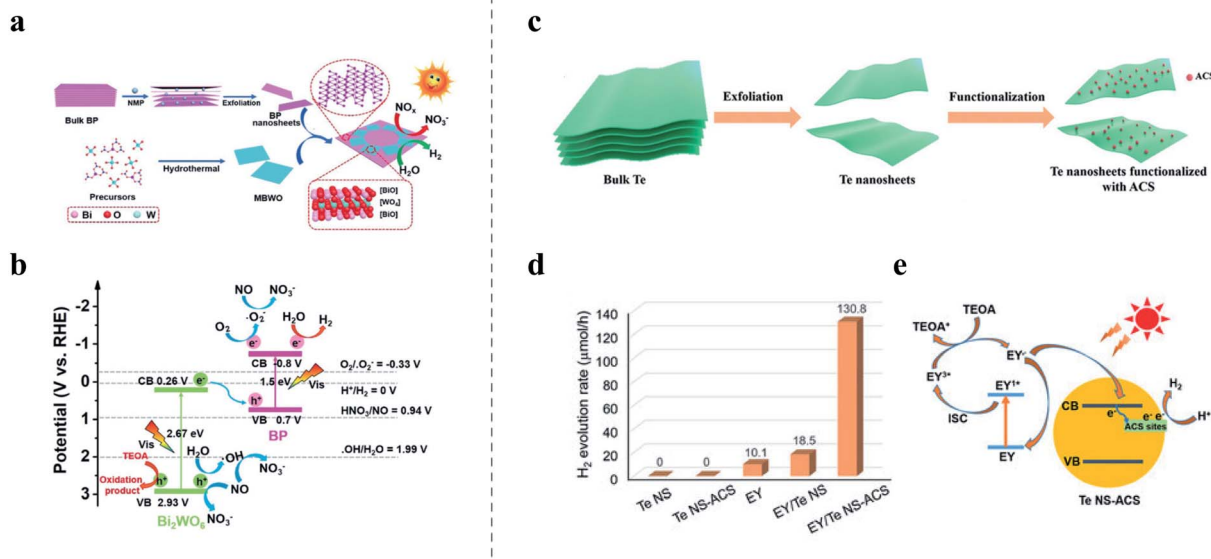 a
Bulk BP
NMP
Exfoliation
BP
nanosheets
NOₓ
NO₃⁻
H₂
H₂O
Precursors
Hydrothermal
MBWO
Bi O W
[BiO]
[WO₄]
[BiO]
b
Potential (V vs. RHE)
-2
-1
0
1
2
3
NO
NO₃⁻
·O₂⁻
O₂
H₂O
H₂
e⁻
e⁻
CB -0.8 V
O₂/.O₂⁻ = -0.33 V
1.5 eV
Vis
CB 0.26 V
e⁻
H⁺/H₂ = 0 V
h⁺
HNO₃/NO = 0.94 V
VB 0.7 V
BP
2.67 eV
Vis
.OH/H₂O = 1.99 V
H₂O
·OH
NO₃⁻
TEOA
Oxidation
product
h⁺
h⁺
NO
VB 2.93 V
NO₃⁻
Bi₂WO₆
c
Exfoliation
Functionalization
ACS
Bulk Te
Te nanosheets
Te nanosheets functionalized
with ACS
d
H₂ evolution rate (μmol/h)
140
120
100
80
60
40
20
0
0
0
10.1
18.5
130.8
Te NS
Te NS-ACS
EY
EY/Te NS
EY/Te NS-ACS
e
TEOA
TEOA⁺
EY⁻
EY³*
EY¹*
ISC
EY
CB
e⁻
e⁻ e⁻
ACS sites
H₂
H⁺
VB
Te NS-ACS